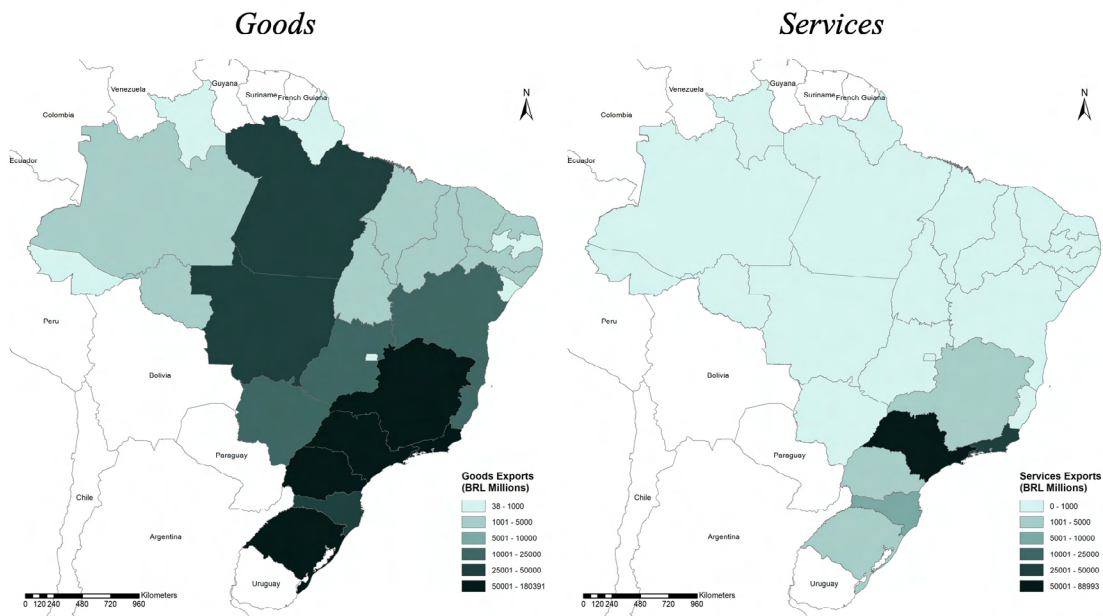 Goods
Services
Venezuela
Guyana
Suriname
French Guiana
Colombia
Ecuador
N
Peru
Bolivia
Paraguay
Chile
Argentina
Uruguay
Goods Exports
(BRL Millions)
38 - 1000
1001 - 5000
5001 - 10000
10001 - 25000
25001 - 50000
50001 - 180391
Kilometers
0 120 240 480 720 960
Venezuela
Guyana
Suriname
French Guiana
Colombia
Ecuador
N
Peru
Bolivia
Paraguay
Chile
Argentina
Uruguay
Services Exports
(BRL Millions)
0 - 1000
1001 - 5000
5001 - 10000
10001 - 25000
25001 - 50000
50001 - 88993
Kilometers
0 120 240 480 720 960